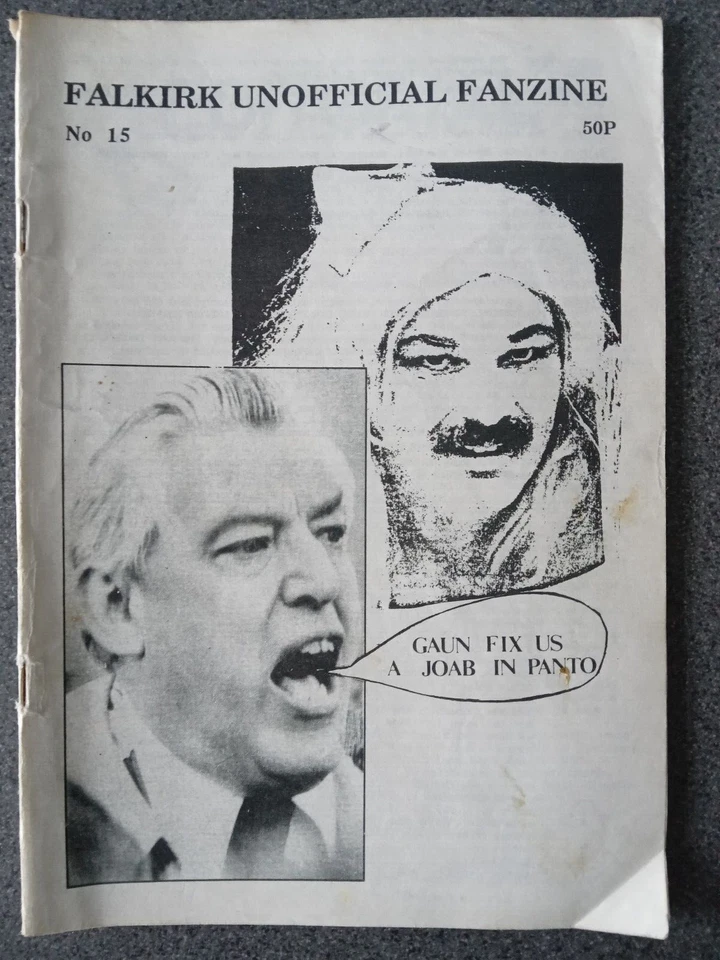 FALKIRK UNOFFICIAL FANZINE
No 15
50P
GAUN FIX US
A JOAB IN PANTO